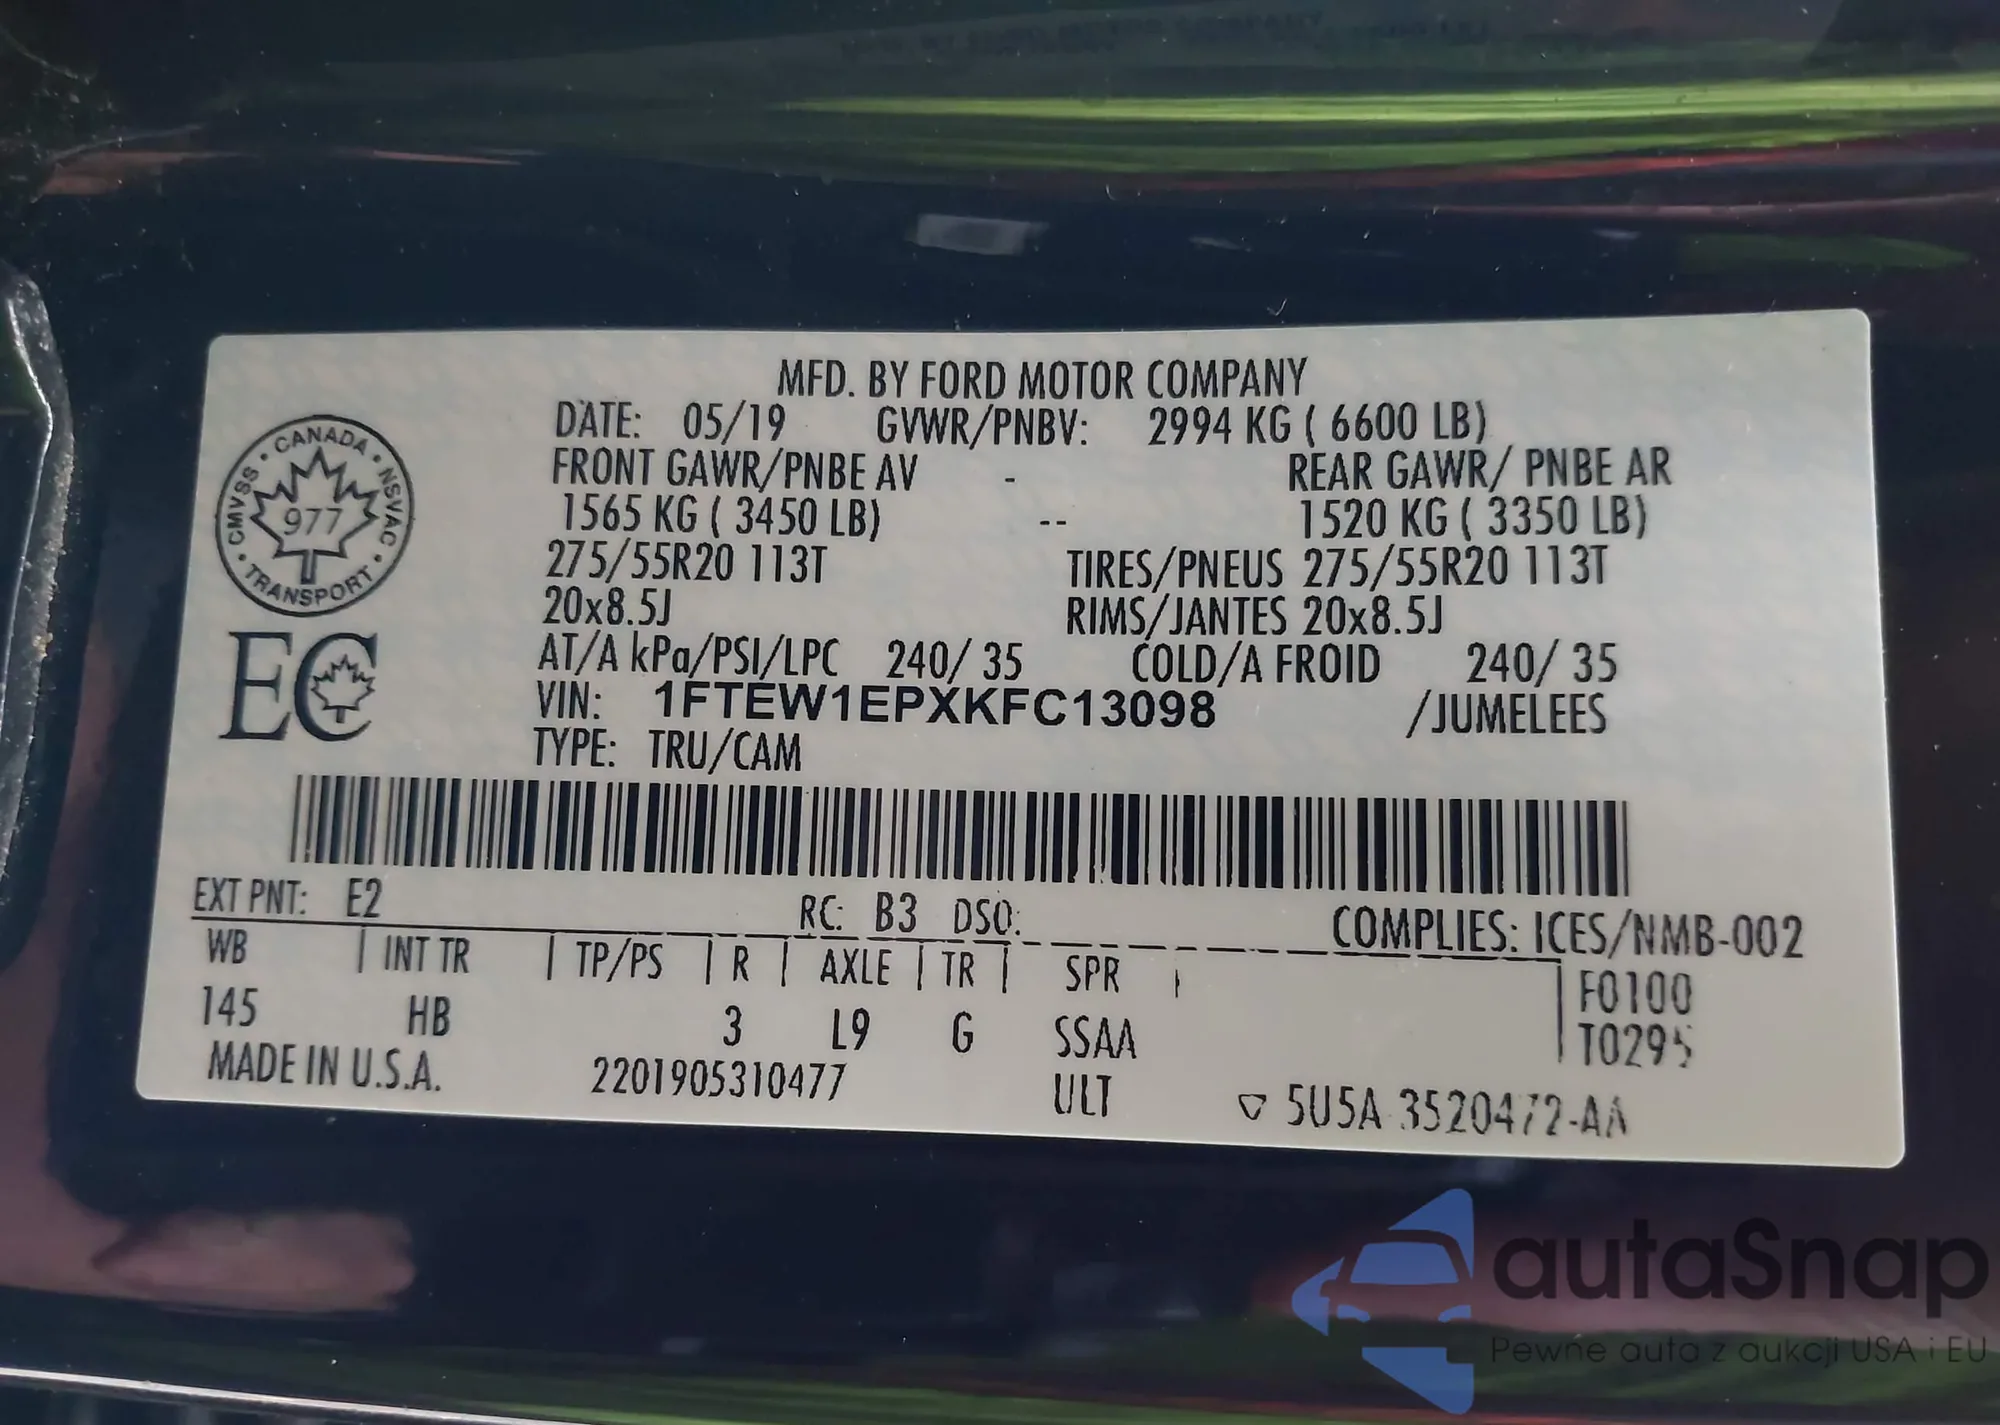 MFD. BY FORD MOTOR COMPANY
DATE: 05/19 GVWR/PNBV: 2994 KG ( 6600 LB)
FRONT GAWR/PNBE AV - REAR GAWR/ PNBE AR
1565 KG ( 3450 LB) -- 1520 KG ( 3350 LB)
275/55R20 113T TIRES/PNEUS 275/55R20 113T
20x8.5J RIMS/JANTES 20x8.5J
AT/A kPa/PSI/LPC 240/ 35 COLD/A FROID 240/ 35
VIN: 1FTEW1EPXKFC13098 /JUMELEES
TYPE: TRU/CAM
CANADA • NSVAC • TRANSPORT • CMVSS •
977
EC
EXT PNT: E2 RC: B3 DSO: COMPLIES: ICES/NMB-002
WB | INT TR | TP/PS | R | AXLE | TR | SPR | F0100
145 HB 3 L9 G SSAA T0295
MADE IN U.S.A. 2201905310477 ULT ▽ 5U5A 3520472-AA
autaSnap
Pewne auta z aukcji USA i EU